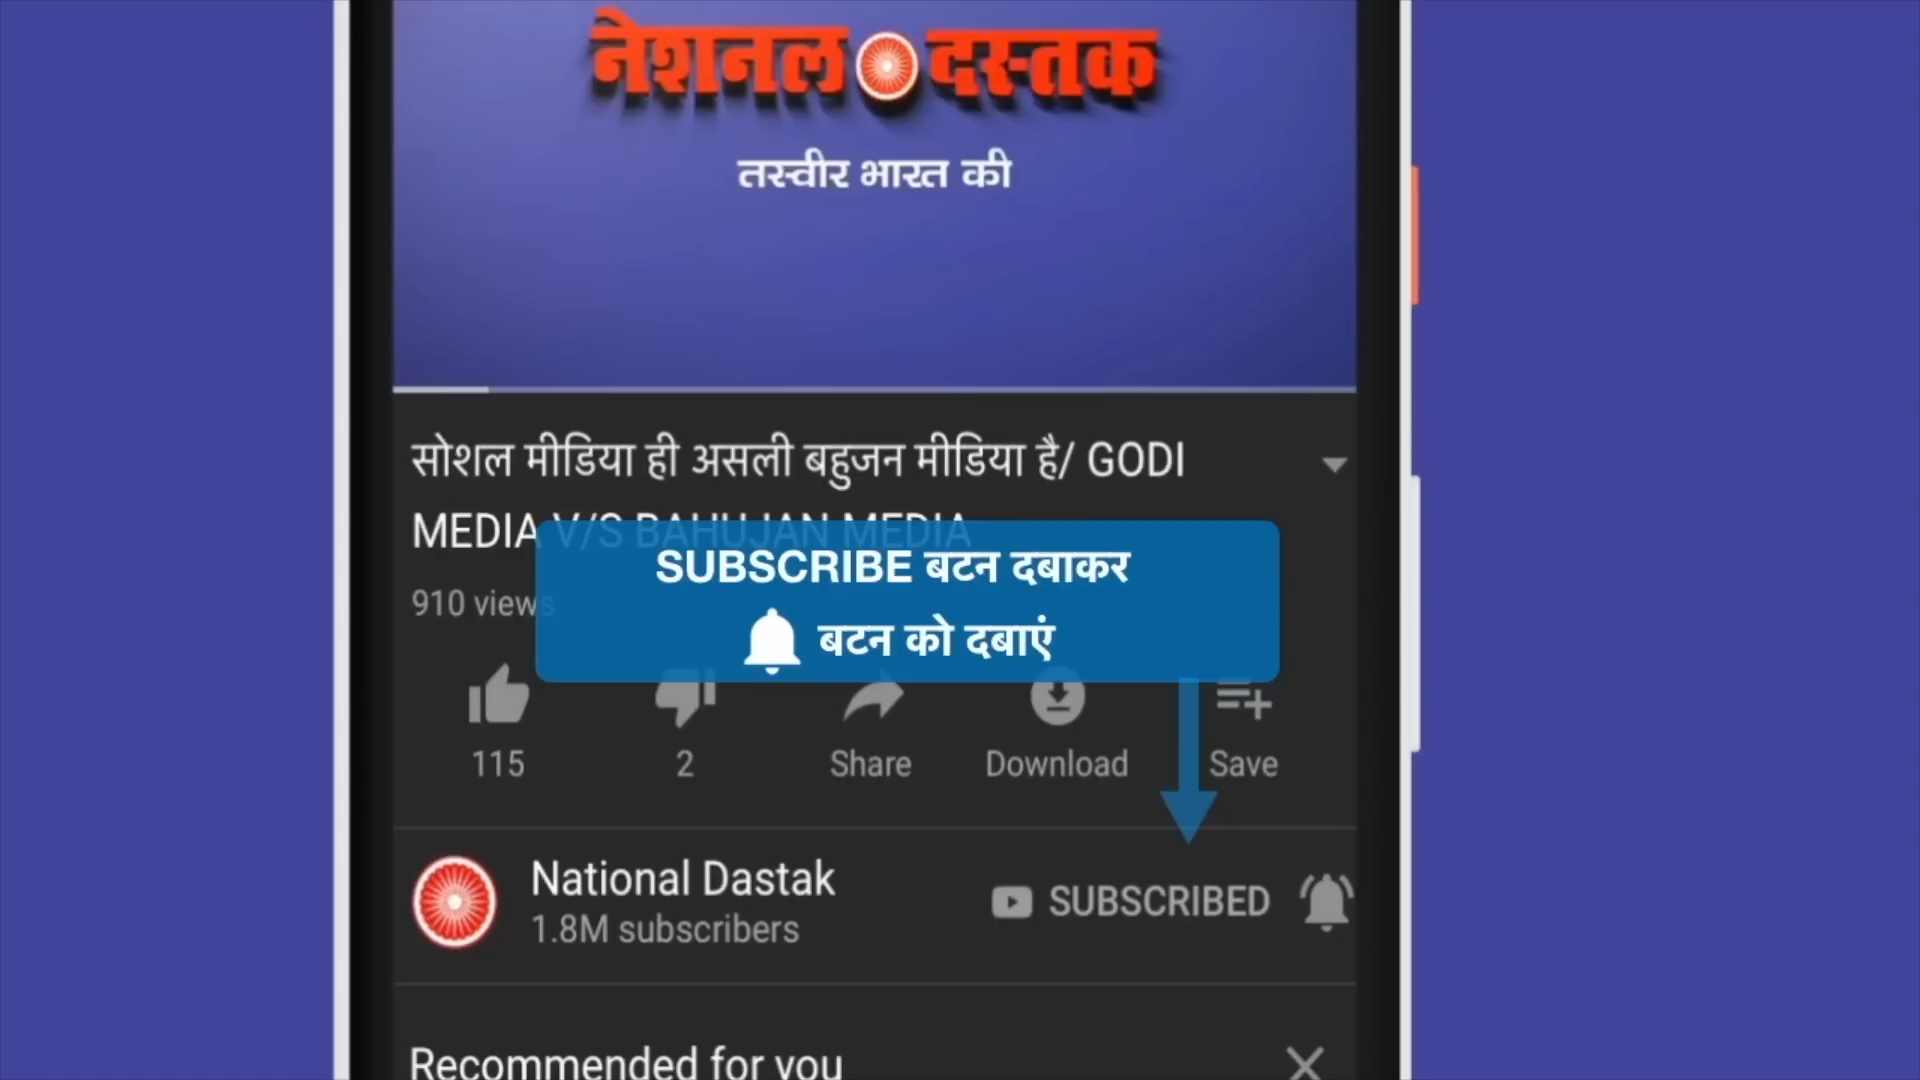 नेशनल दस्तक
तस्वीर भारत की
सोशल मीडिया ही असली बहुजन मीडिया है/ GODI
MEDIA V/S BAHUJAN MEDIA
SUBSCRIBE बटन दबाकर
बटन को दबाएं
910 views
115
2
Share
Download
Save
National Dastak
1.8M subscribers
SUBSCRIBED
Recommended for you